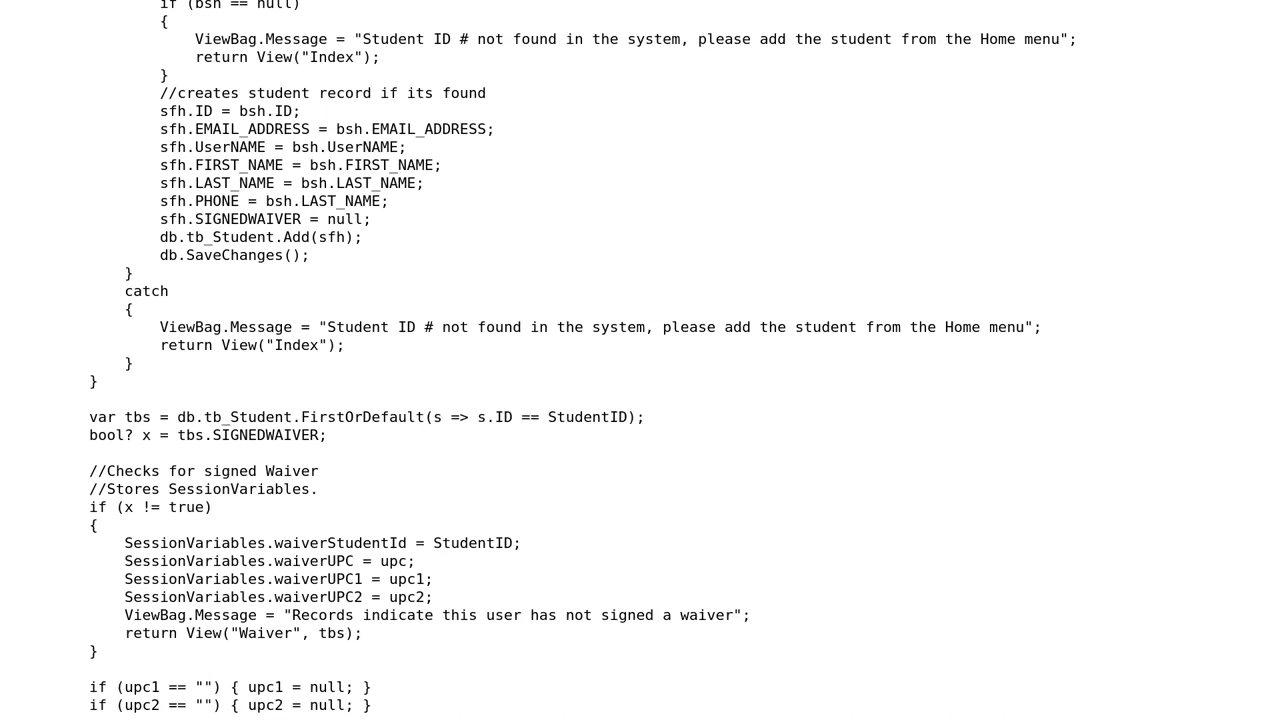 if (bsh == null)
{
ViewBag.Message = "Student ID # not found in the system, please add the student from the Home menu";
return View("Index");
}
//creates student record if its found
sfh.ID = bsh.ID;
sfh.EMAIL_ADDRESS = bsh.EMAIL_ADDRESS;
sfh.UserNAME = bsh.UserNAME;
sfh.FIRST_NAME = bsh.FIRST_NAME;
sfh.LAST_NAME = bsh.LAST_NAME;
sfh.PHONE = bsh.LAST_NAME;
sfh.SIGNEDWAIVER = null;
db.tb_Student.Add(sfh);
db.SaveChanges();
}
catch
{
ViewBag.Message = "Student ID # not found in the system, please add the student from the Home menu";
return View("Index");
}
}
var tbs = db.tb_Student.FirstOrDefault(s => s.ID == StudentID);
bool? x = tbs.SIGNEDWAIVER;
//Checks for signed Waiver
//Stores SessionVariables.
if (x != true)
{
SessionVariables.waiverStudentId = StudentID;
SessionVariables.waiverUPC = upc;
SessionVariables.waiverUPC1 = upc1;
SessionVariables.waiverUPC2 = upc2;
ViewBag.Message = "Records indicate this user has not signed a waiver";
return View("Waiver", tbs);
}
if (upc1 == "") { upc1 = null; }
if (upc2 == "") { upc2 = null; }